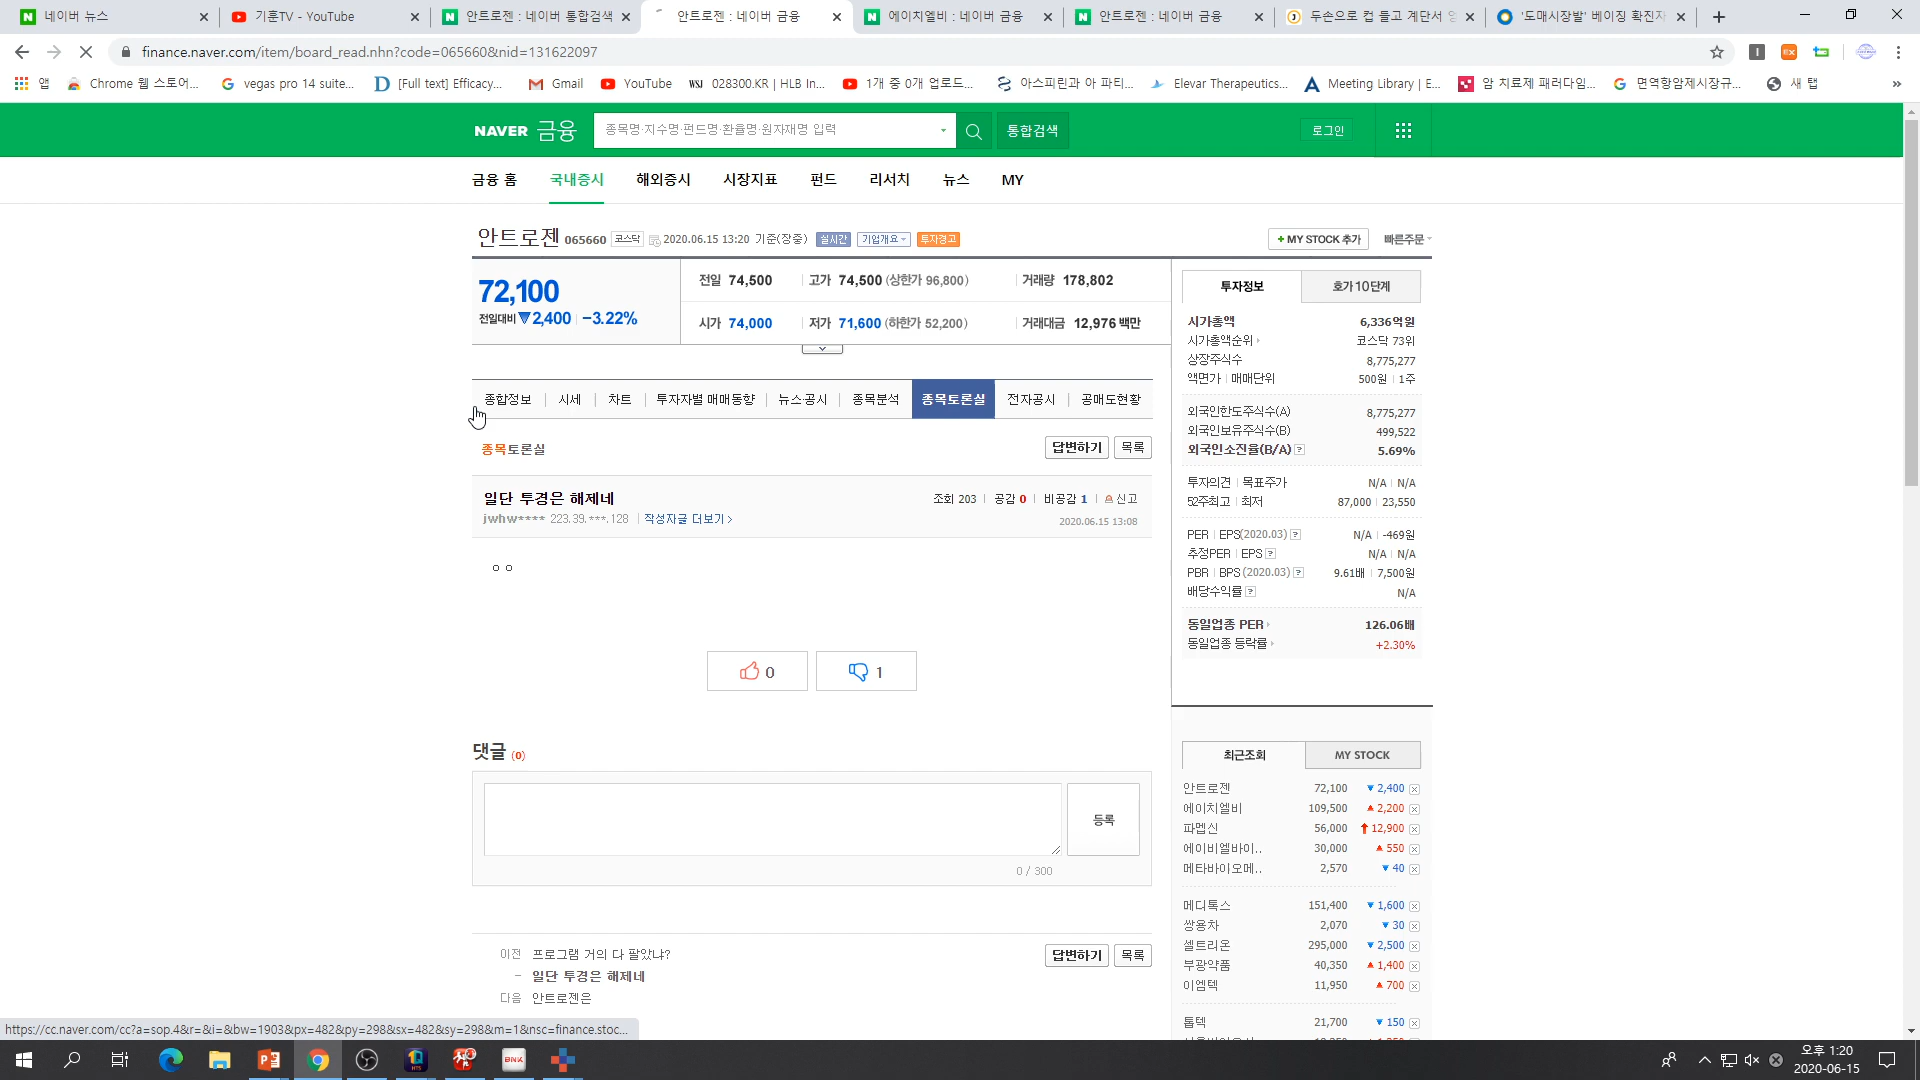 네이버 뉴스
기훈TV - YouTube
안트로젠 : 네이버 통합검색
안트로젠 : 네이버 금융
에이치엘비 : 네이버 금융
안트로젠 : 네이버 금융
두손으로 컵 들고 계단서
'도매시장발' 베이징 확진자
finance.naver.com/item/board_read.nhn?code=065660&nid=131622097
앱
Chrome 웹 스토어...
vegas pro 14 suite...
[Full text] Efficacy...
Gmail
YouTube
WSJ 028300.KR | HLB In...
1개 중 0개 업로드...
아스피린과 아 파티...
Elevar Therapeutics...
Meeting Library | E...
암 치료제 패러다임...
면역항암제시장규...
새 탭
»
NAVER 금융
종목명·지수명·펀드명·환율명·원자재명 입력
통합검색
로그인
금융 홈 국내증시 해외증시 시장지표 펀드 리서치 뉴스 MY
안트로젠 065660 코스닥 2020.06.15 13:20 기준(장중) 실시간 기업개요 투자경고
+ MY STOCK 추가 빠른주문
72,100
전일대비 ▼2,400 −3.22%
전일 74,500 고가 74,500 (상한가 96,800) 거래량 178,802
시가 74,000 저가 71,600 (하한가 52,200) 거래대금 12,976 백만
종합정보 시세 차트 투자자별 매매동향 뉴스·공시 종목분석 종목토론실 전자공시 공매도현황
종목토론실
답변하기 목록
일단 투경은 해제네
조회 203 공감 0 비공감 1 신고
jwhw**** 223.39.***.128 작성자글 더보기 >
2020.06.15 13:08
ㅇㅇ
0
1
댓글 (0)
등록
0 / 300
이전 프로그램 거의 다 팔았냐?
− 일단 투경은 해제네
다음 안트로젠은
답변하기 목록
투자정보 호가 10단계
시가총액 6,336억원
시가총액순위 코스닥 73위
상장주식수 8,775,277
액면가 | 매매단위 500원 | 1주
외국인한도주식수(A) 8,775,277
외국인보유주식수(B) 499,522
외국인소진율(B/A) ? 5.69%
투자의견 | 목표주가 N/A | N/A
52주최고 | 최저 87,000 | 23,550
PER | EPS(2020.03) ? N/A | -469원
추정PER | EPS ? N/A | N/A
PBR | BPS (2020.03) ? 9.61배 | 7,500원
배당수익률 ? N/A
동일업종 PER 126.06배
동일업종 등락률 +2.30%
최근조회 MY STOCK
안트로젠 72,100 ▼ 2,400
에이치엘비 109,500 ▲ 2,200
파멥신 56,000 ↑ 12,900
에이비엘바이.. 30,000 ▲ 550
메타바이오메.. 2,570 ▼ 40
메디톡스 151,400 ▼ 1,600
쌍용차 2,070 ▼ 30
셀트리온 295,000 ▼ 2,500
부광약품 40,350 ▲ 1,400
이엠텍 11,950 ▲ 700
톱텍 21,700 ▼ 150
https://cc.naver.com/cc?a=sop.4&r=&i=&bw=1903&px=482&py=298&sx=482&sy=298&m=1&nsc=finance.stoc...
HTS
BNK
오후 1:20
2020-06-15